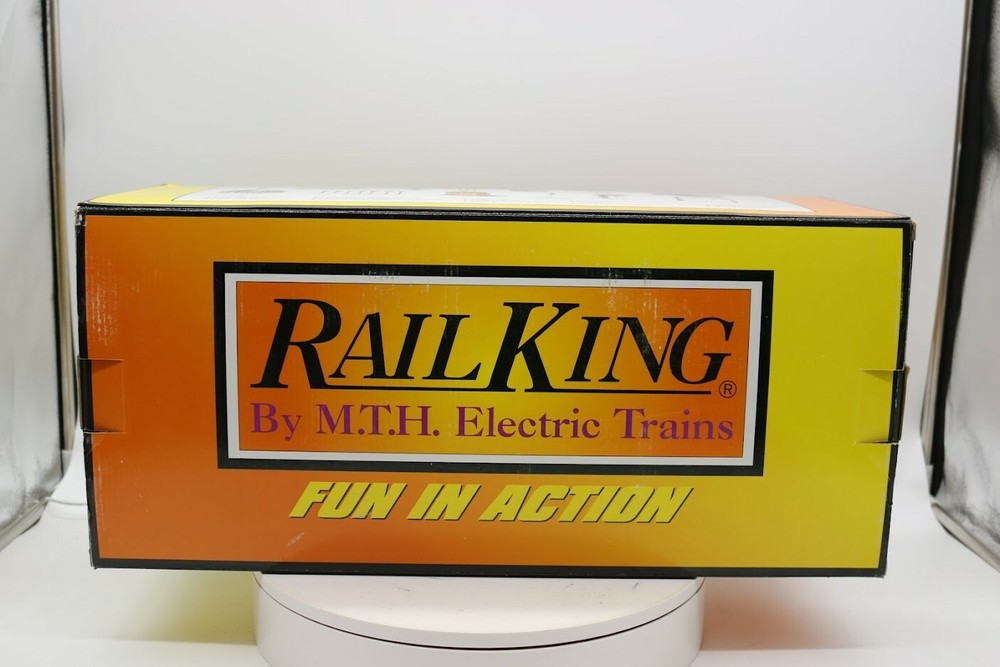 RAILKING®
By M.T.H. Electric Trains
FUN IN ACTION